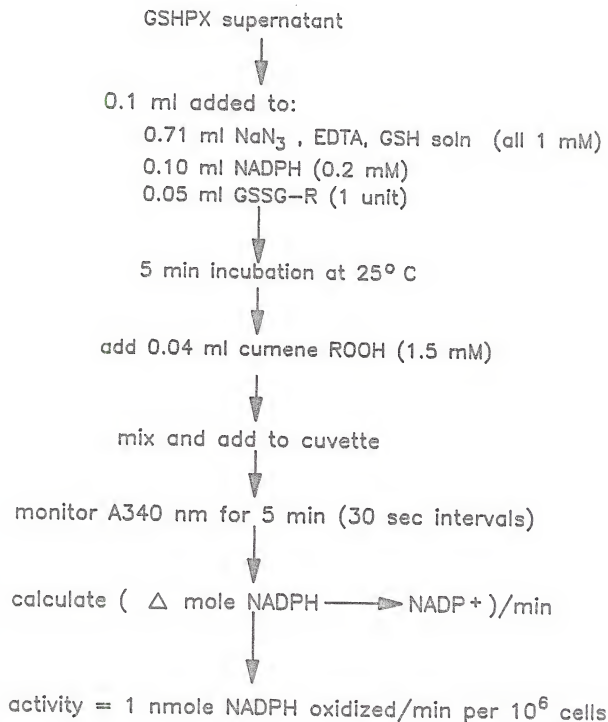 GSHPX supernatant
0.1 ml added to:
0.71 ml NaN₃ , EDTA, GSH soln (all 1 mM)
0.10 ml NADPH (0.2 mM)
0.05 ml GSSG-R (1 unit)
5 min incubation at 25° C
add 0.04 ml cumene ROOH (1.5 mM)
mix and add to cuvette
monitor A340 nm for 5 min (30 sec intervals)
calculate ( △ mole NADPH ⟶ NADP+ )/min
activity = 1 nmole NADPH oxidized/min per 10⁶ cells